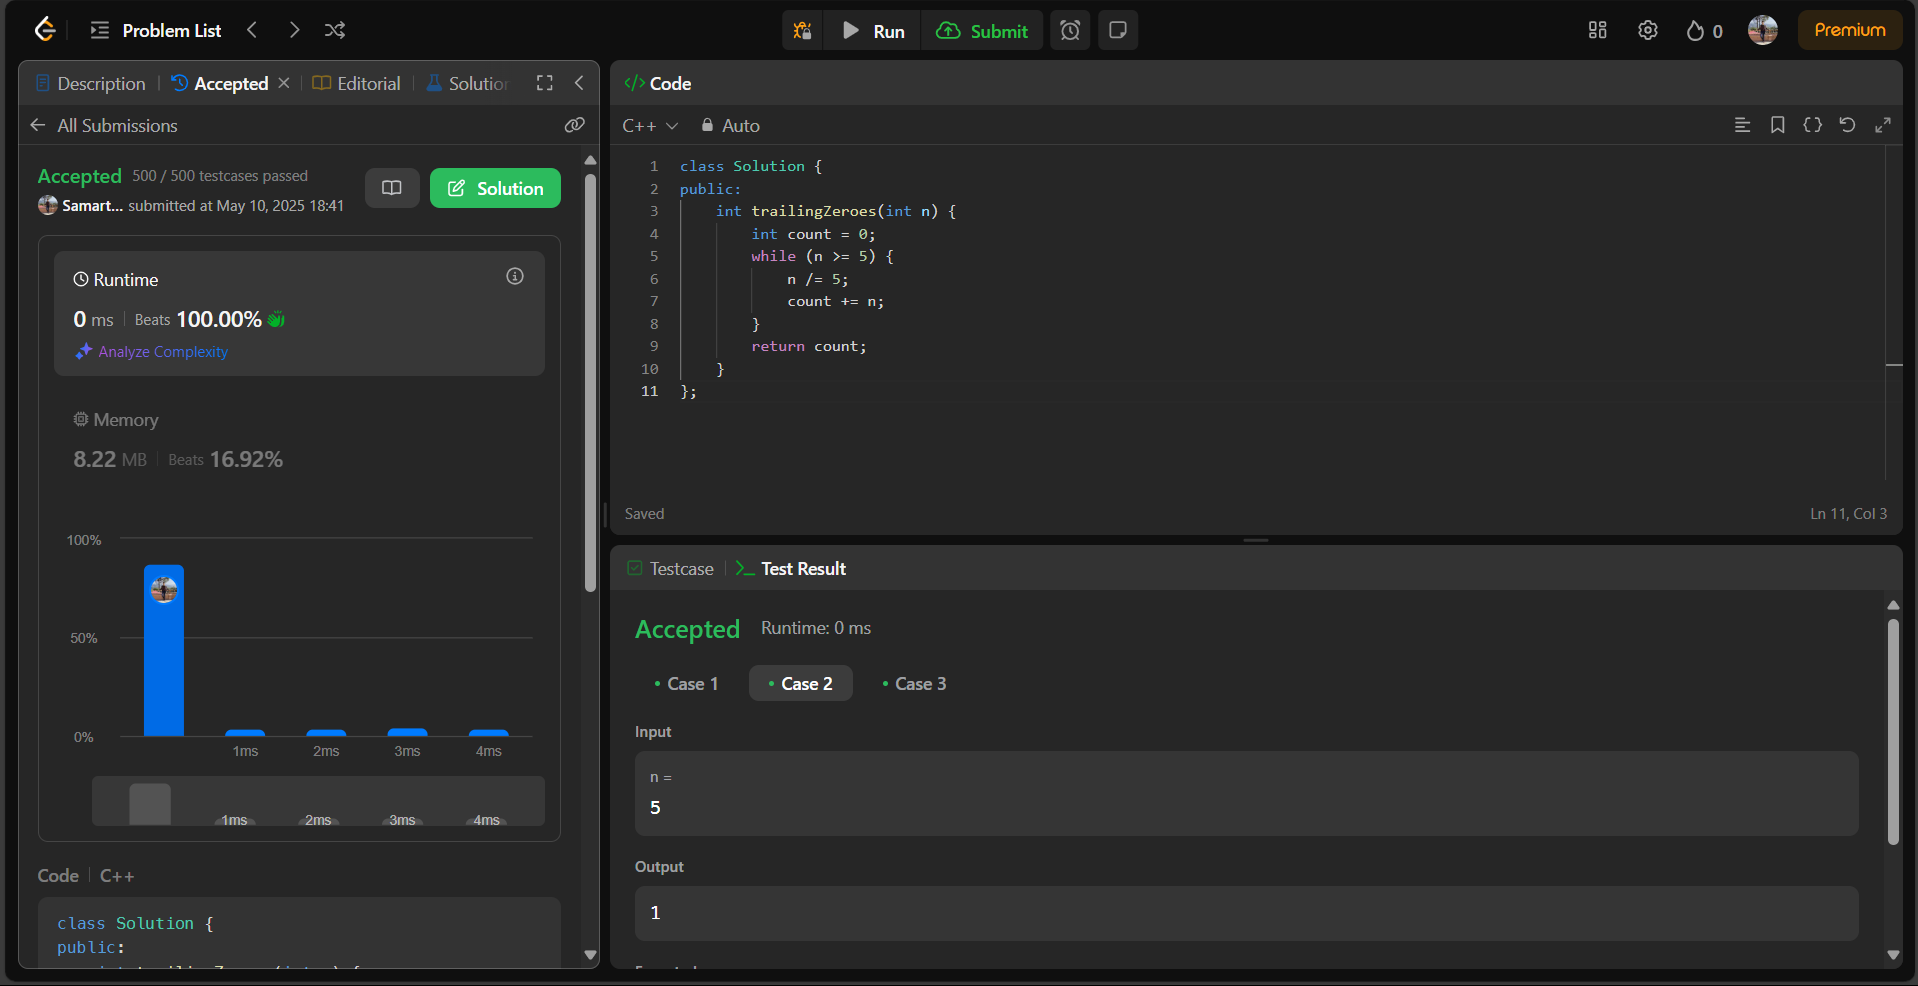 Problem List
Run
Submit
0
Premium
Description
Accepted
Editorial
Solution
All Submissions
Accepted 500 / 500 testcases passed
Samart... submitted at May 10, 2025 18:41
Solution
Runtime
0 ms Beats 100.00%
Analyze Complexity
Memory
8.22 MB Beats 16.92%
100%
50%
0%
1ms 2ms 3ms 4ms
1ms 2ms 3ms 4ms
Code C++
class Solution {
public:
</> Code
C++ Auto
1 class Solution {
2 public:
3 int trailingZeroes(int n) {
4 int count = 0;
5 while (n >= 5) {
6 n /= 5;
7 count += n;
8 }
9 return count;
10 }
11 };
Saved
Ln 11, Col 3
Testcase
>_ Test Result
Accepted Runtime: 0 ms
• Case 1 • Case 2 • Case 3
Input
n =
5
Output
1